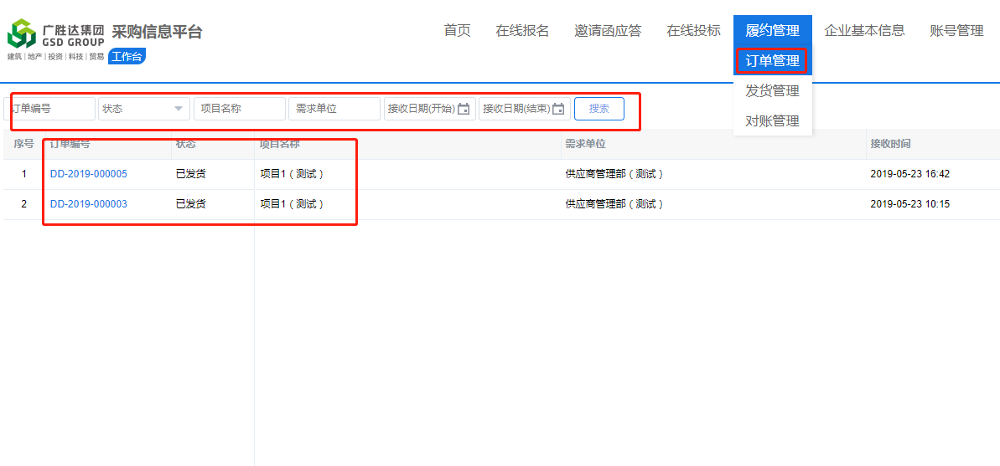 广胜达集团
GSD GROUP
采购信息平台
建筑｜地产｜投资｜科技｜贸易
工作台
首页
在线报名
邀请函应答
在线投标
履约管理
企业基本信息
账号管理
订单管理
发货管理
对账管理
订单编号
状态
项目名称
需求单位
接收日期(开始)
接收日期(结束)
搜索
序号 订单编号 状态 项目名称 需求单位 接收时间
1 DD-2019-000005 已发货 项目1（测试） 供应商管理部（测试） 2019-05-23 16:42
2 DD-2019-000003 已发货 项目1（测试） 供应商管理部（测试） 2019-05-23 10:15